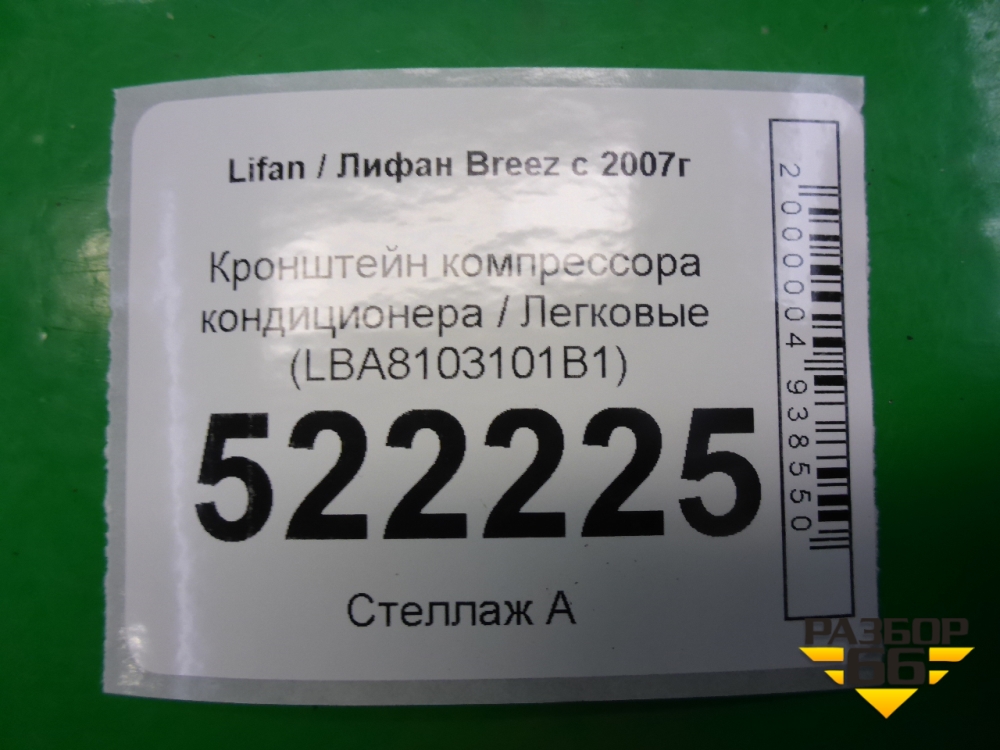 Lifan / Лифан Breez с 2007г
Кронштейн компрессора
кондиционера / Легковые
(LBA8103101B1)
522225
Стеллаж А
2000004938550
РАЗБОР
66